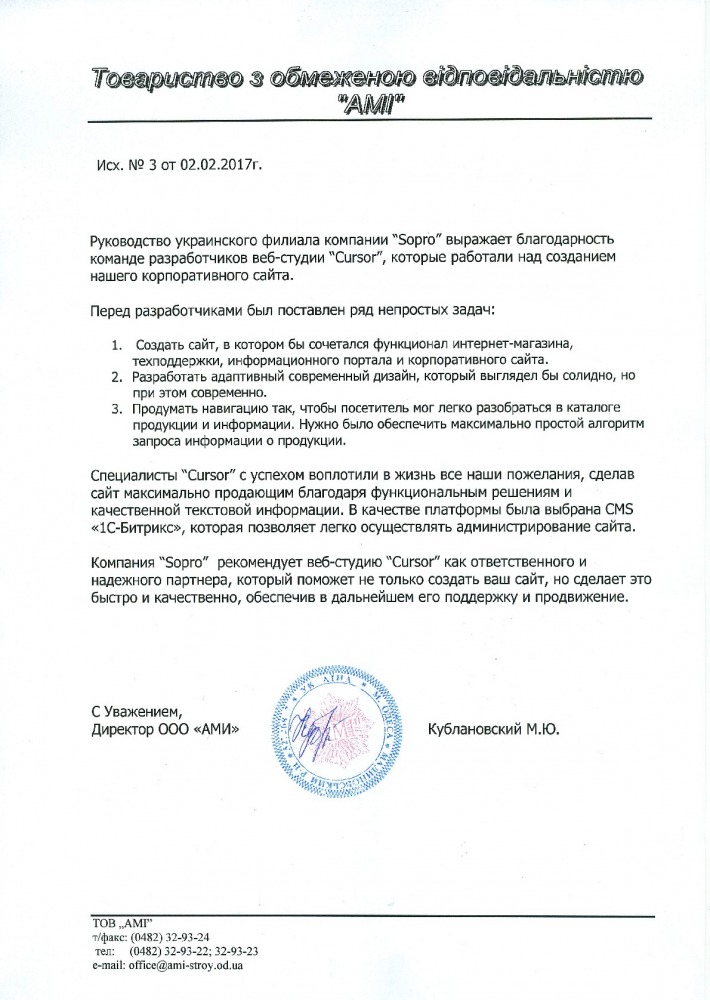 Товариство з обмеженою відповідальністю
"АМІ"
Исх. № 3 от 02.02.2017г.
Руководство украинского филиала компании “Sopro” выражает благодарность
команде разработчиков веб-студии “Cursor”, которые работали над созданием
нашего корпоративного сайта.
Перед разработчиками был поставлен ряд непростых задач:
1. Создать сайт, в котором бы сочетался функционал интернет-магазина,
техподдержки, информационного портала и корпоративного сайта.
2. Разработать адаптивный современный дизайн, который выглядел бы солидно, но
при этом современно.
3. Продумать навигацию так, чтобы посетитель мог легко разобраться в каталоге
продукции и информации. Нужно было обеспечить максимально простой алгоритм
запроса информации о продукции.
Специалисты “Cursor” с успехом воплотили в жизнь все наши пожелания, сделав
сайт максимально продающим благодаря функциональным решениям и
качественной текстовой информации. В качестве платформы была выбрана CMS
«1С-Битрикс», которая позволяет легко осуществлять администрирование сайта.
Компания “Sopro” рекомендует веб-студию “Cursor” как ответственного и
надежного партнера, который поможет не только создать ваш сайт, но сделает это
быстро и качественно, обеспечив в дальнейшем его поддержку и продвижение.
С Уважением,
Директор ООО «АМИ»
М. ОДЕСА * МАЛИНОВСЬКИЙ Р-Н
Кублановский М.Ю.
ТОВ „АМІ”
т/факс: (0482) 32-93-24
тел: (0482) 32-93-22; 32-93-23
e-mail: office@ami-stroy.od.ua